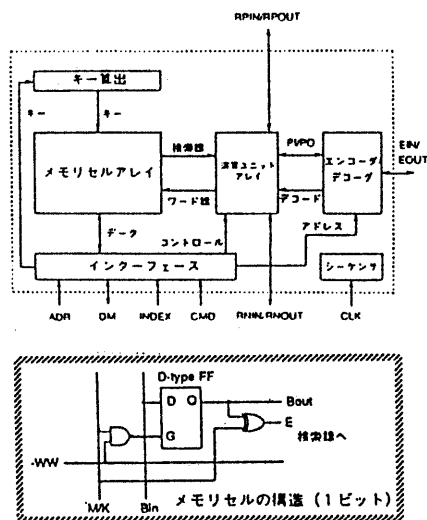 RPIN/RPOUT
キー算出
キー
キー
メモリセルアレイ
検索線
ワード線
演算ユニット
アレイ
PI/PO
デコード
エンコーダ/
デコーダ
EIN/
EOUT
データ
コントロール
アドレス
インターフェース
シーケンサ
ADR
DM
INDEX
CMD
RNIN/RNOUT
CLK
D-type FF
D
Q
G
Bout
E
検索線へ
-WW
M/K
Bin
メモリセルの構造(1ビット)